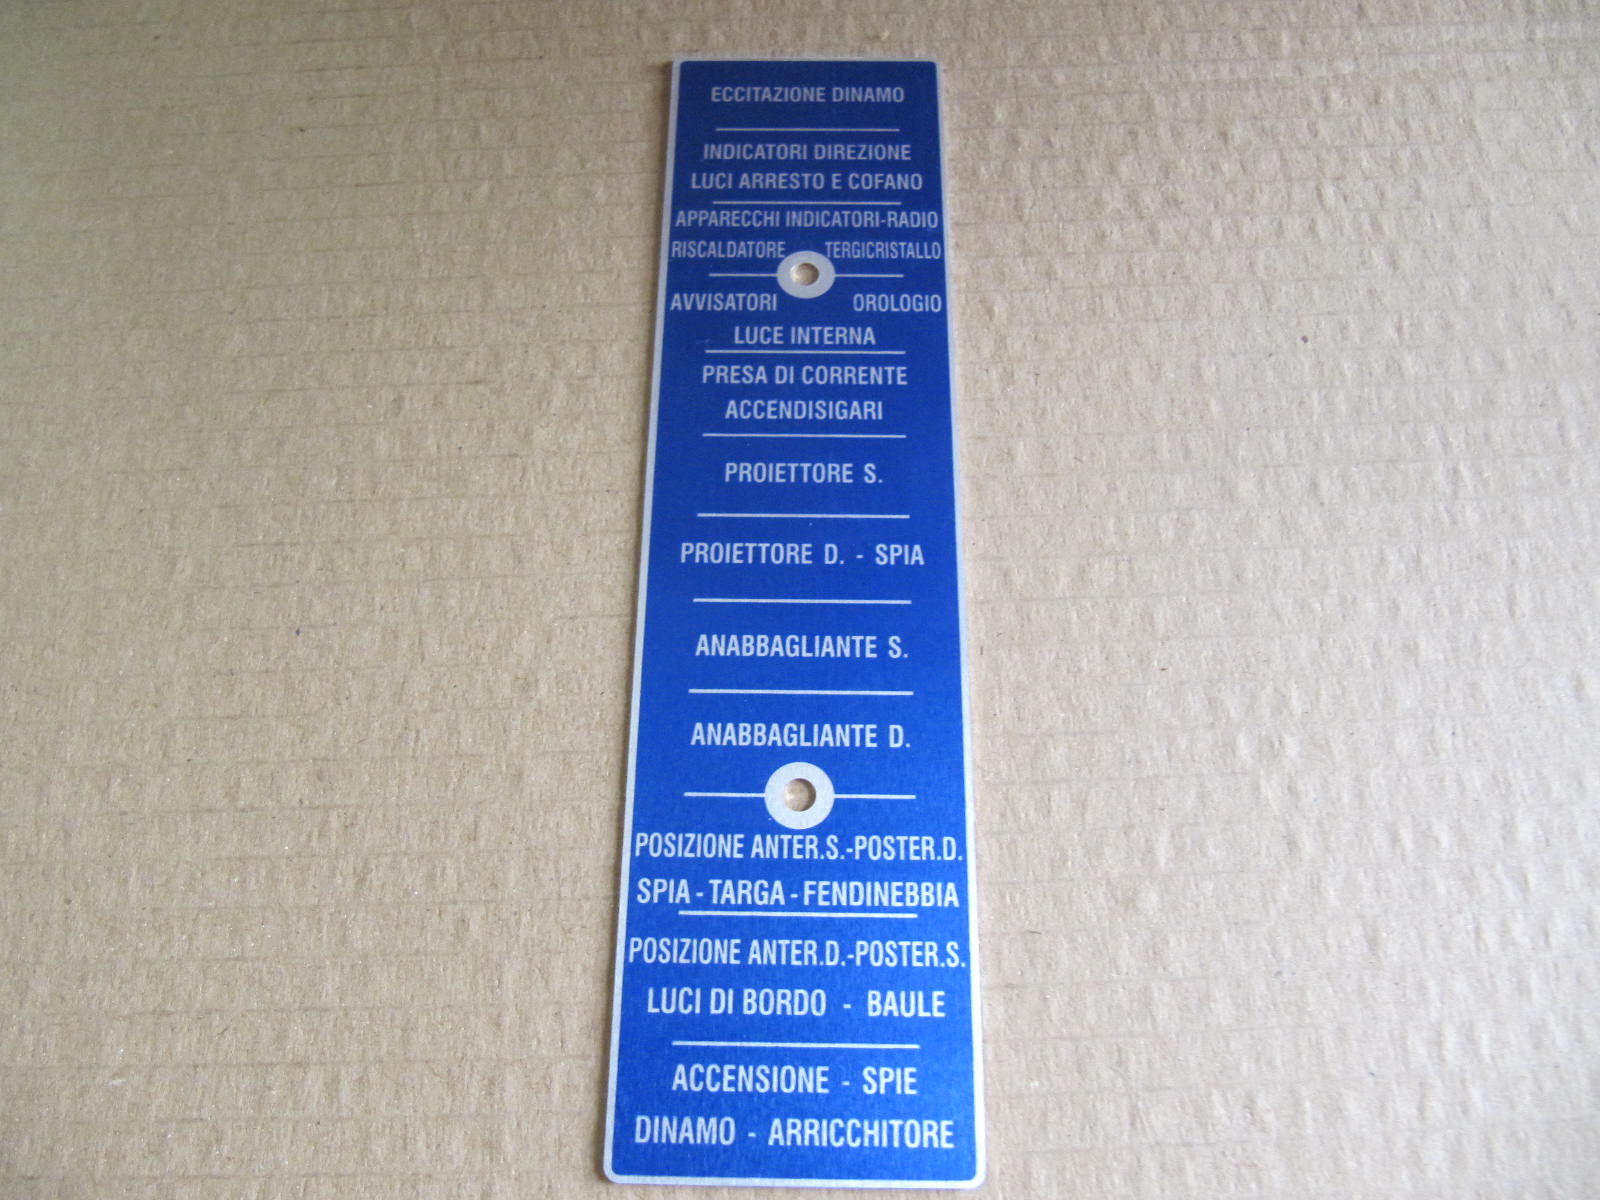 ECCITAZIONE DINAMO
INDICATORI DIREZIONE
LUCI ARRESTO E COFANO
APPARECCHI INDICATORI-RADIO
RISCALDATORE TERGICRISTALLO
AVVISATORI OROLOGIO
LUCE INTERNA
PRESA DI CORRENTE
ACCENDISIGARI
PROIETTORE S.
PROIETTORE D. - SPIA
ANABBAGLIANTE S.
ANABBAGLIANTE D.
POSIZIONE ANTER.S.-POSTER.D.
SPIA - TARGA - FENDINEBBIA
POSIZIONE ANTER.D.-POSTER.S.
LUCI DI BORDO - BAULE
ACCENSIONE - SPIE
DINAMO - ARRICCHITORE